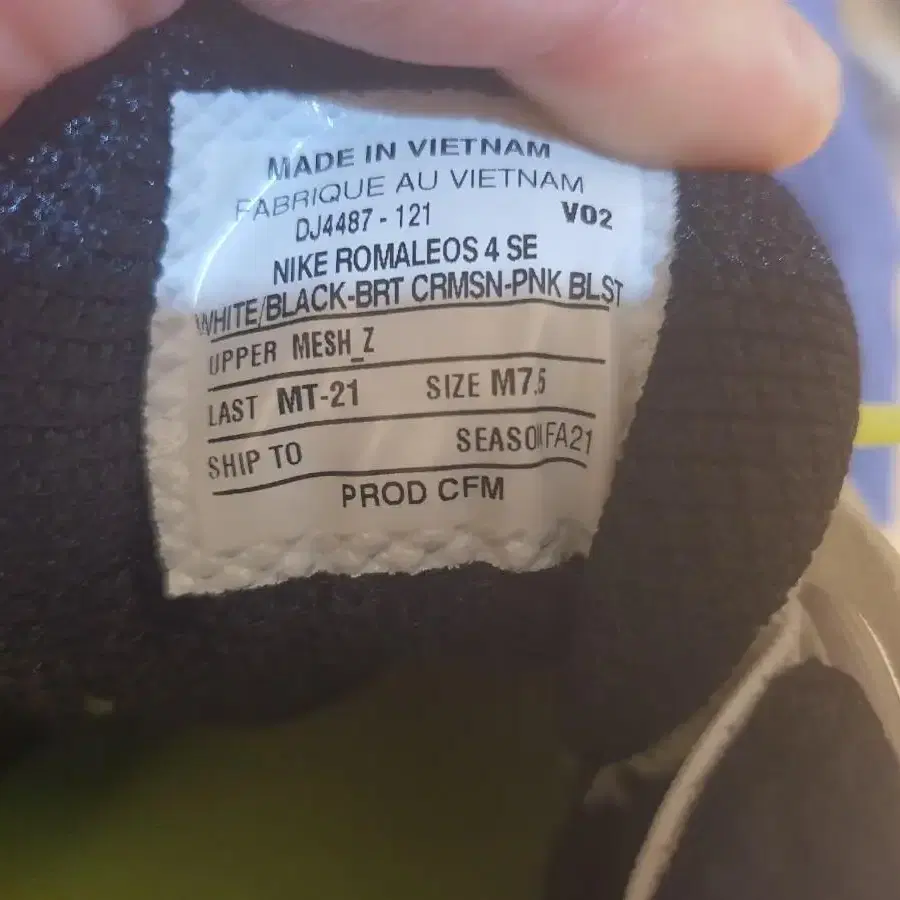 MADE IN VIETNAM
FABRIQUE AU VIETNAM
DJ4487 - 121 V02
NIKE ROMALEOS 4 SE
WHITE/BLACK-BRT CRMSN-PNK BLST
UPPER MESH_Z
LAST MT-21 SIZE M7.5
SHIP TO SEASON FA21
PROD CFM